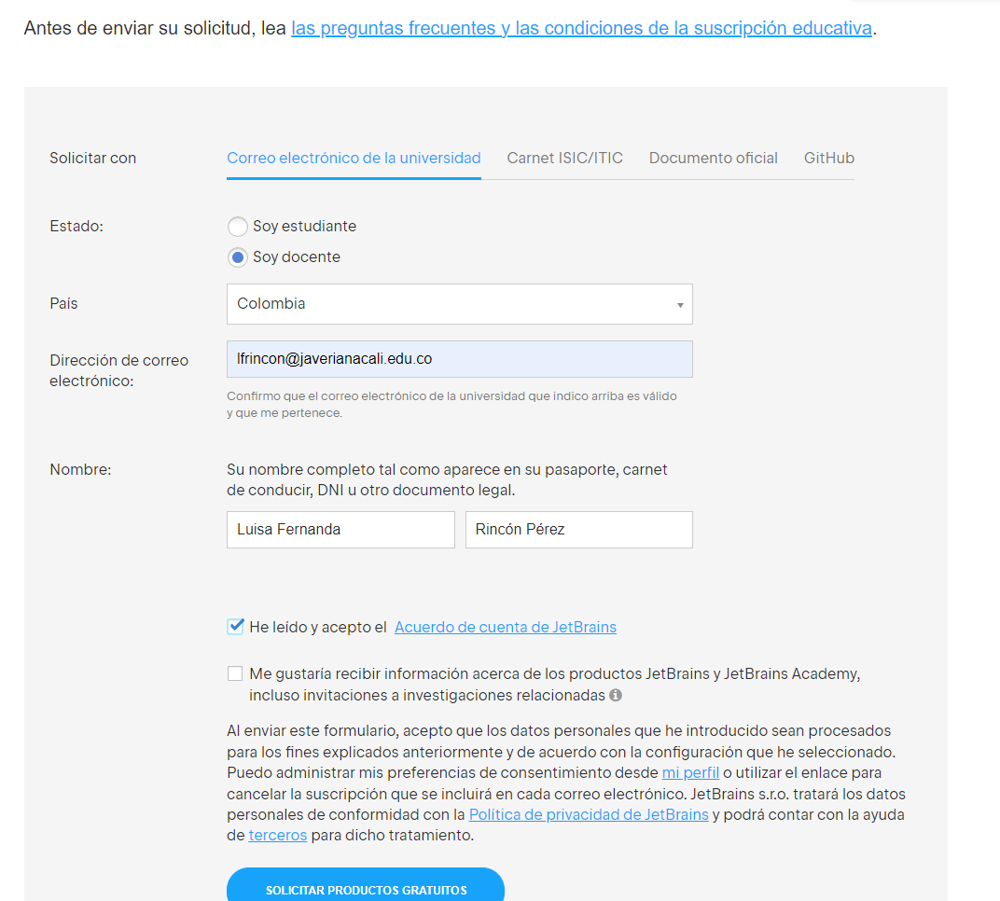 Antes de enviar su solicitud, lea las preguntas frecuentes y las condiciones de la suscripción educativa.
Solicitar con
Correo electrónico de la universidad
Carnet ISIC/ITIC
Documento oficial
GitHub
Estado:
Soy estudiante
Soy docente
País
Colombia
Dirección de correo
electrónico:
lfrincon@javerianacali.edu.co
Confirmo que el correo electrónico de la universidad que indico arriba es válido
y que me pertenece.
Nombre:
Su nombre completo tal como aparece en su pasaporte, carnet
de conducir, DNI u otro documento legal.
Luisa Fernanda
Rincón Pérez
He leído y acepto el Acuerdo de cuenta de JetBrains
Me gustaría recibir información acerca de los productos JetBrains y JetBrains Academy,
incluso invitaciones a investigaciones relacionadas
Al enviar este formulario, acepto que los datos personales que he introducido sean procesados
para los fines explicados anteriormente y de acuerdo con la configuración que he seleccionado.
Puedo administrar mis preferencias de consentimiento desde mi perfil o utilizar el enlace para
cancelar la suscripción que se incluirá en cada correo electrónico. JetBrains s.r.o. tratará los datos
personales de conformidad con la Política de privacidad de JetBrains y podrá contar con la ayuda
de terceros para dicho tratamiento.
SOLICITAR PRODUCTOS GRATUITOS